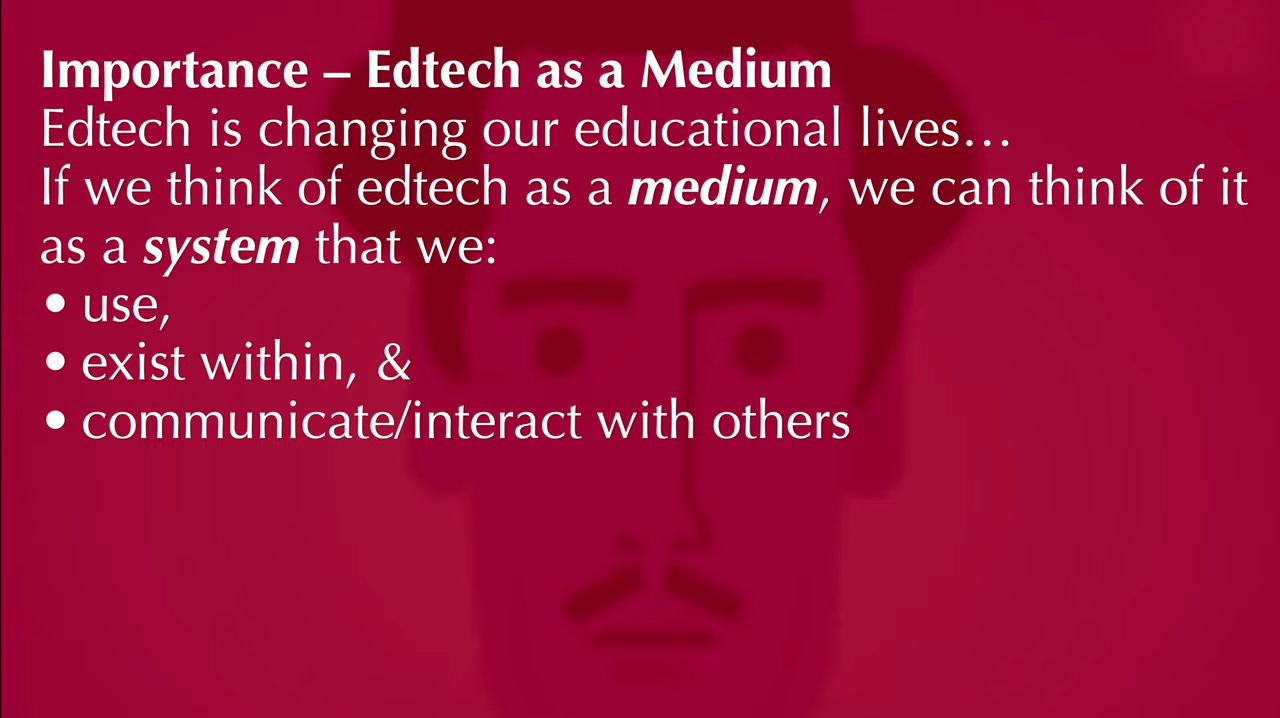 Importance – Edtech as a Medium
Edtech is changing our educational lives…
If we think of edtech as a medium, we can think of it
as a system that we:
• use,
• exist within, &
• communicate/interact with others